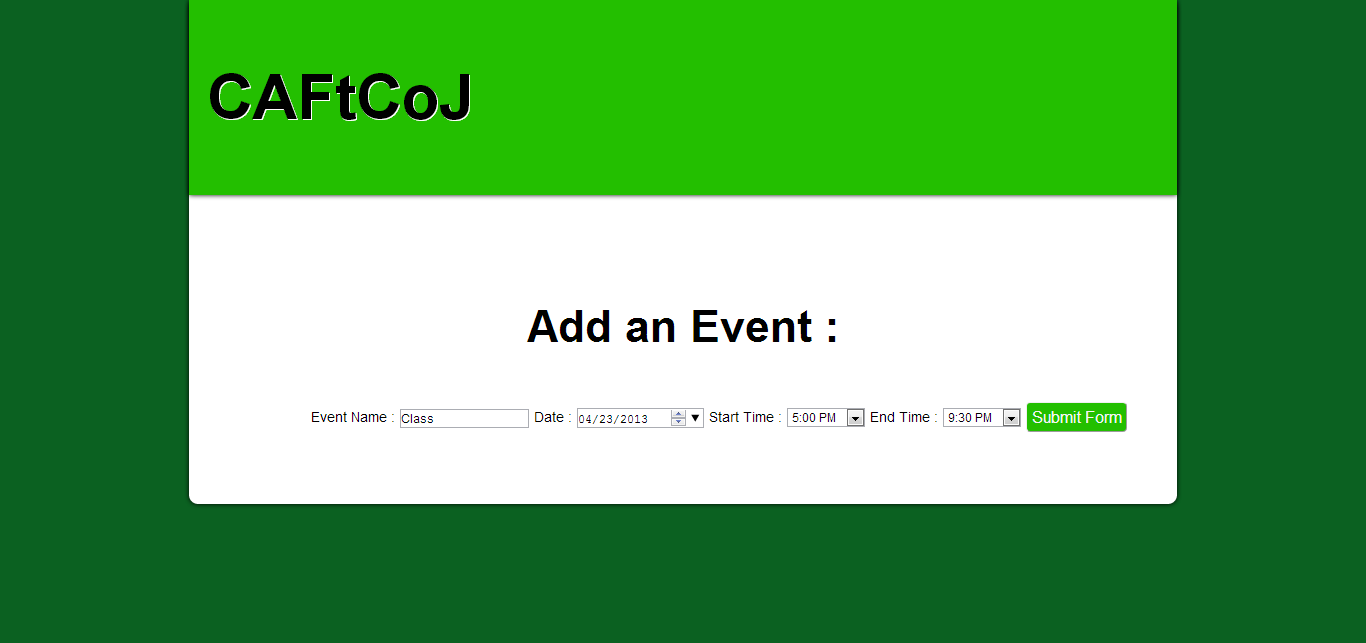 CAFtCoJ
Add an Event :
Event Name : Class Date : 04/23/2013 Start Time : 5:00 PM End Time : 9:30 PM Submit Form